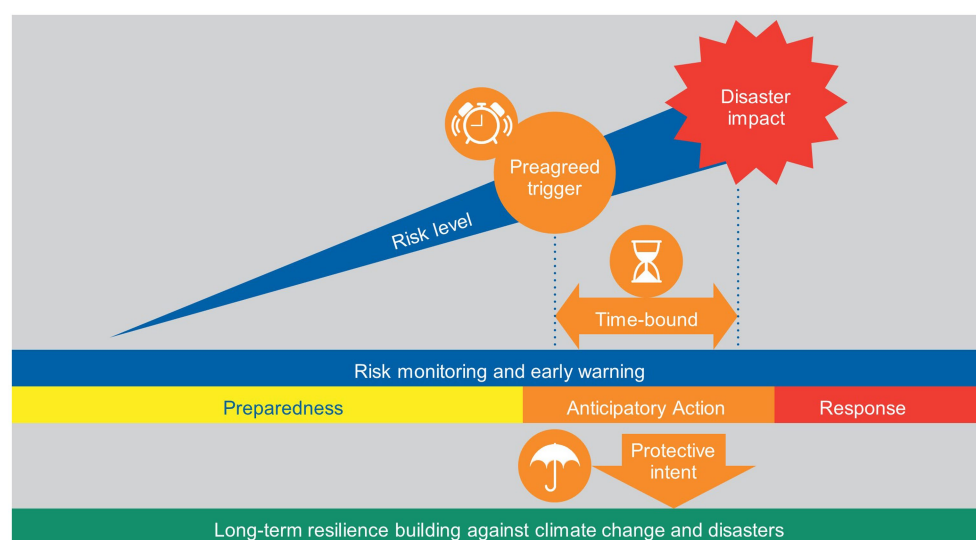 Disaster
impact
Preagreed
trigger
Risk level
Time-bound
Risk monitoring and early warning
Preparedness
Anticipatory Action
Response
Protective
intent
Long-term resilience building against climate change and disasters